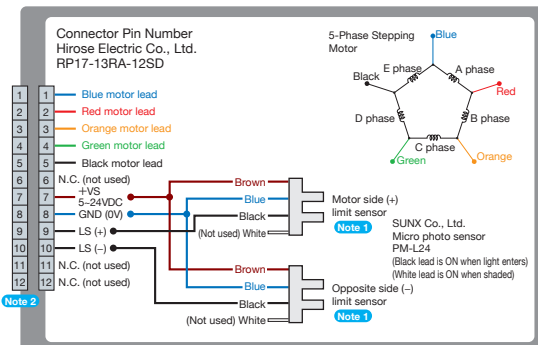 Connector Pin Number
Hirose Electric Co., Ltd.
RP17-13RA-12SD
5-Phase Stepping
Motor
Blue
E phase
A phase
Black
Red
D phase
B phase
C phase
Green
Orange
1 1 Blue motor lead
2 2 Red motor lead
3 3 Orange motor lead
4 4 Green motor lead
5 5 Black motor lead
6 6 N.C. (not used)
7 7 +VS
5~24VDC
8 8 GND (0V)
9 9 LS (+)
10 10 LS (−)
11 11 N.C. (not used)
12 12 N.C. (not used)
Note 2
Brown
Blue
Black
(Not used) White
Motor side (+)
limit sensor
Note 1
SUNX Co., Ltd.
Micro photo sensor
PM-L24
(Black lead is ON when light enters)
(White lead is ON when shaded)
Brown
Blue
Black
(Not used) White
Opposite side (−)
limit sensor
Note 1